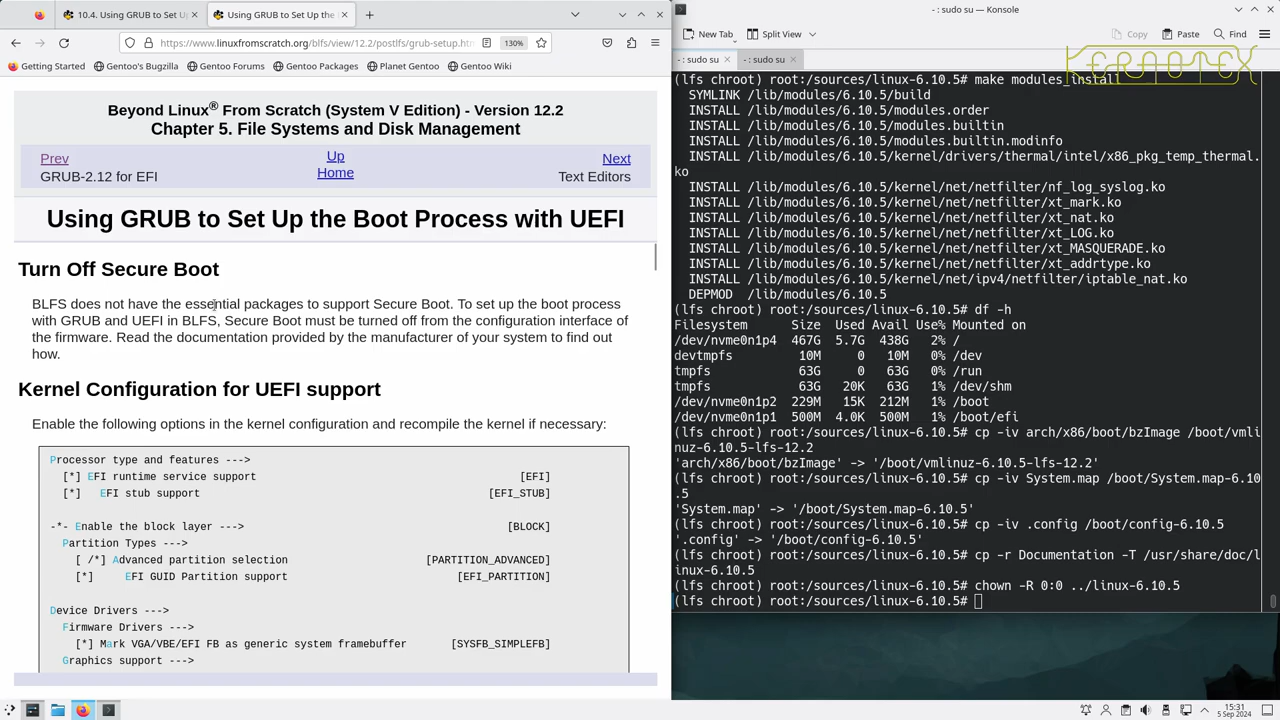 10.4. Using GRUB to Set Up
Using GRUB to Set Up the
https://www.linuxfromscratch.org/blfs/view/12.2/postlfs/grub-setup.htm
130%
Getting Started
Gentoo's Bugzilla
Gentoo Forums
Gentoo Packages
Planet Gentoo
Gentoo Wiki
Beyond Linux® From Scratch (System V Edition) - Version 12.2
Chapter 5. File Systems and Disk Management
Prev
Up
Next
GRUB-2.12 for EFI
Home
Text Editors
Using GRUB to Set Up the Boot Process with UEFI
Turn Off Secure Boot
BLFS does not have the essential packages to support Secure Boot. To set up the boot process
with GRUB and UEFI in BLFS, Secure Boot must be turned off from the configuration interface of
the firmware. Read the documentation provided by the manufacturer of your system to find out
how.
Kernel Configuration for UEFI support
Enable the following options in the kernel configuration and recompile the kernel if necessary:
Processor type and features --->
[*] EFI runtime service support [EFI]
[*] EFI stub support [EFI_STUB]
-*- Enable the block layer ---> [BLOCK]
Partition Types --->
[ /*] Advanced partition selection [PARTITION_ADVANCED]
[*] EFI GUID Partition support [EFI_PARTITION]
Device Drivers --->
Firmware Drivers --->
[*] Mark VGA/VBE/EFI FB as generic system framebuffer [SYSFB_SIMPLEFB]
Graphics support --->
- : sudo su — Konsole
New Tab
Split View
Copy
Paste
Find
- : sudo su
- : sudo su
KERNOTEX
(lfs chroot) root:/sources/linux-6.10.5# make modules_install
SYMLINK /lib/modules/6.10.5/build
INSTALL /lib/modules/6.10.5/modules.order
INSTALL /lib/modules/6.10.5/modules.builtin
INSTALL /lib/modules/6.10.5/modules.builtin.modinfo
INSTALL /lib/modules/6.10.5/kernel/drivers/thermal/intel/x86_pkg_temp_thermal.
ko
INSTALL /lib/modules/6.10.5/kernel/net/netfilter/nf_log_syslog.ko
INSTALL /lib/modules/6.10.5/kernel/net/netfilter/xt_mark.ko
INSTALL /lib/modules/6.10.5/kernel/net/netfilter/xt_nat.ko
INSTALL /lib/modules/6.10.5/kernel/net/netfilter/xt_LOG.ko
INSTALL /lib/modules/6.10.5/kernel/net/netfilter/xt_MASQUERADE.ko
INSTALL /lib/modules/6.10.5/kernel/net/netfilter/xt_addrtype.ko
INSTALL /lib/modules/6.10.5/kernel/net/ipv4/netfilter/iptable_nat.ko
DEPMOD /lib/modules/6.10.5
(lfs chroot) root:/sources/linux-6.10.5# df -h
Filesystem Size Used Avail Use% Mounted on
/dev/nvme0n1p4 467G 5.7G 438G 2% /
devtmpfs 10M 0 10M 0% /dev
tmpfs 63G 0 63G 0% /run
tmpfs 63G 20K 63G 1% /dev/shm
/dev/nvme0n1p2 229M 15K 212M 1% /boot
/dev/nvme0n1p1 500M 4.0K 500M 1% /boot/efi
(lfs chroot) root:/sources/linux-6.10.5# cp -iv arch/x86/boot/bzImage /boot/vmli
nuz-6.10.5-lfs-12.2
'arch/x86/boot/bzImage' -> '/boot/vmlinuz-6.10.5-lfs-12.2'
(lfs chroot) root:/sources/linux-6.10.5# cp -iv System.map /boot/System.map-6.10
.5
'System.map' -> '/boot/System.map-6.10.5'
(lfs chroot) root:/sources/linux-6.10.5# cp -iv .config /boot/config-6.10.5
'.config' -> '/boot/config-6.10.5'
(lfs chroot) root:/sources/linux-6.10.5# cp -r Documentation -T /usr/share/doc/l
inux-6.10.5
(lfs chroot) root:/sources/linux-6.10.5# chown -R 0:0 ../linux-6.10.5
(lfs chroot) root:/sources/linux-6.10.5#
15:31
5 Sep 2024